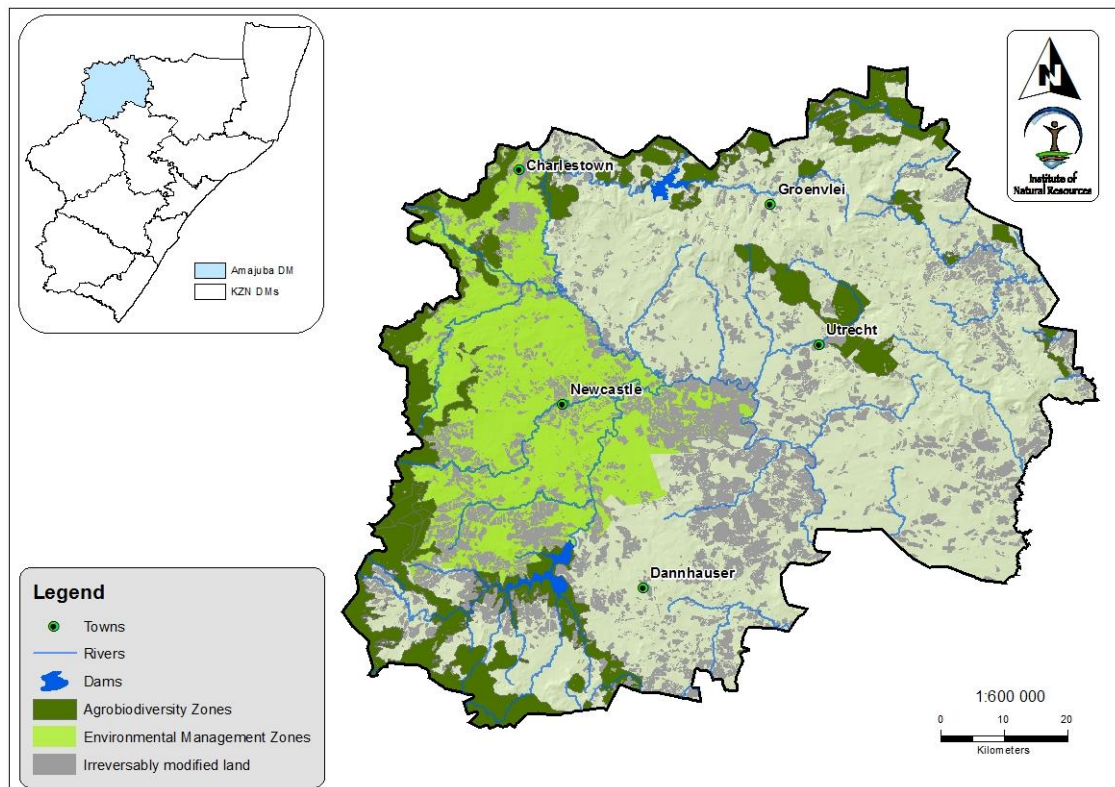 Amajuba DM
KZN DMs
N
Institute of
Natural Resources
Charlestown
Groenvlei
Utrecht
Newcastle
Dannhauser
Legend
Towns
Rivers
Dams
Agrobiodiversity Zones
Environmental Management Zones
Irreversably modified land
1:600 000
0 10 20
Kilometers